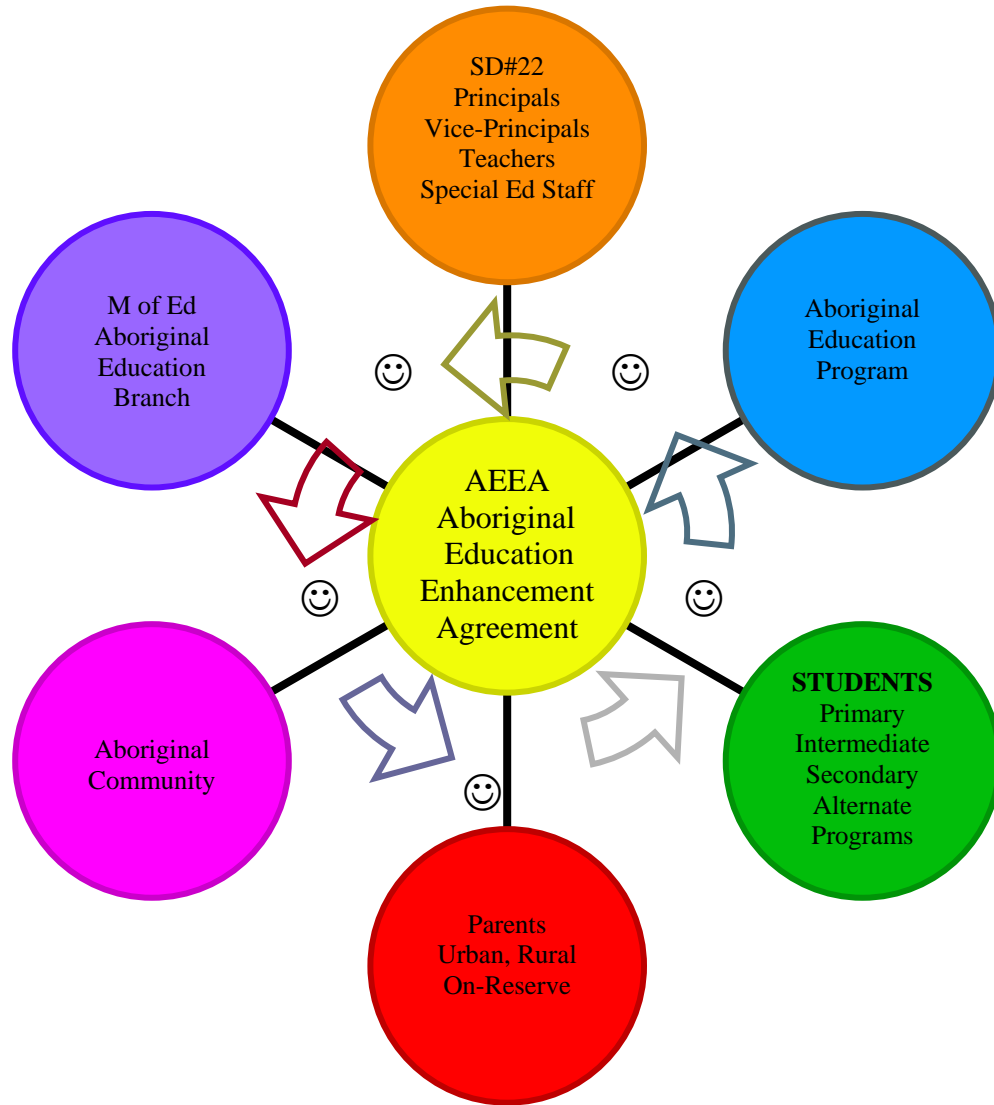 SD#22
Principals
Vice-Principals
Teachers
Special Ed Staff
M of Ed
Aboriginal
Education
Branch
Aboriginal
Education
Program
AEEA
Aboriginal
Education
Enhancement
Agreement
Aboriginal
Community
STUDENTS
Primary
Intermediate
Secondary
Alternate
Programs
Parents
Urban, Rural
On-Reserve